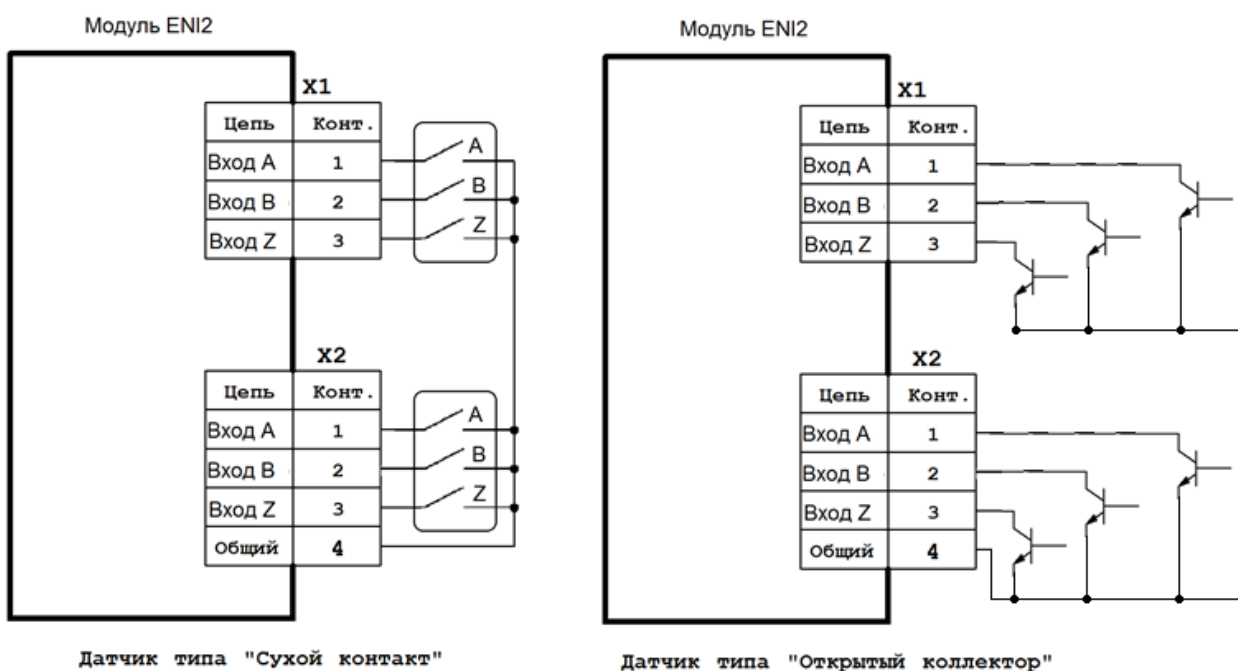 Модуль ENI2
X1
Цепь Конт.
Вход A 1
Вход B 2
Вход Z 3
A
B
Z
X2
Цепь Конт.
Вход A 1
Вход B 2
Вход Z 3
Общий 4
A
B
Z
Датчик типа "Сухой контакт"
Модуль ENI2
X1
Цепь Конт.
Вход A 1
Вход B 2
Вход Z 3
X2
Цепь Конт.
Вход A 1
Вход B 2
Вход Z 3
Общий 4
Датчик типа "Открытый коллектор"